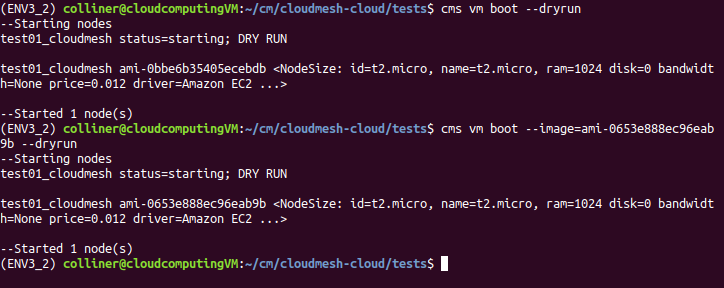 (ENV3_2) colliner@cloudcomputingVM:~/cm/cloudmesh-cloud/tests$ cms vm boot --dryrun
--Starting nodes
test01_cloudmesh status=starting; DRY RUN
test01_cloudmesh ami-0bbe6b35405ecebdb <NodeSize: id=t2.micro, name=t2.micro, ram=1024 disk=0 bandwidt
h=None price=0.012 driver=Amazon EC2 ...>
--Started 1 node(s)
(ENV3_2) colliner@cloudcomputingVM:~/cm/cloudmesh-cloud/tests$ cms vm boot --image=ami-0653e888ec96eab
9b --dryrun
--Starting nodes
test01_cloudmesh status=starting; DRY RUN
test01_cloudmesh ami-0653e888ec96eab9b <NodeSize: id=t2.micro, name=t2.micro, ram=1024 disk=0 bandwidt
h=None price=0.012 driver=Amazon EC2 ...>
--Started 1 node(s)
(ENV3_2) colliner@cloudcomputingVM:~/cm/cloudmesh-cloud/tests$